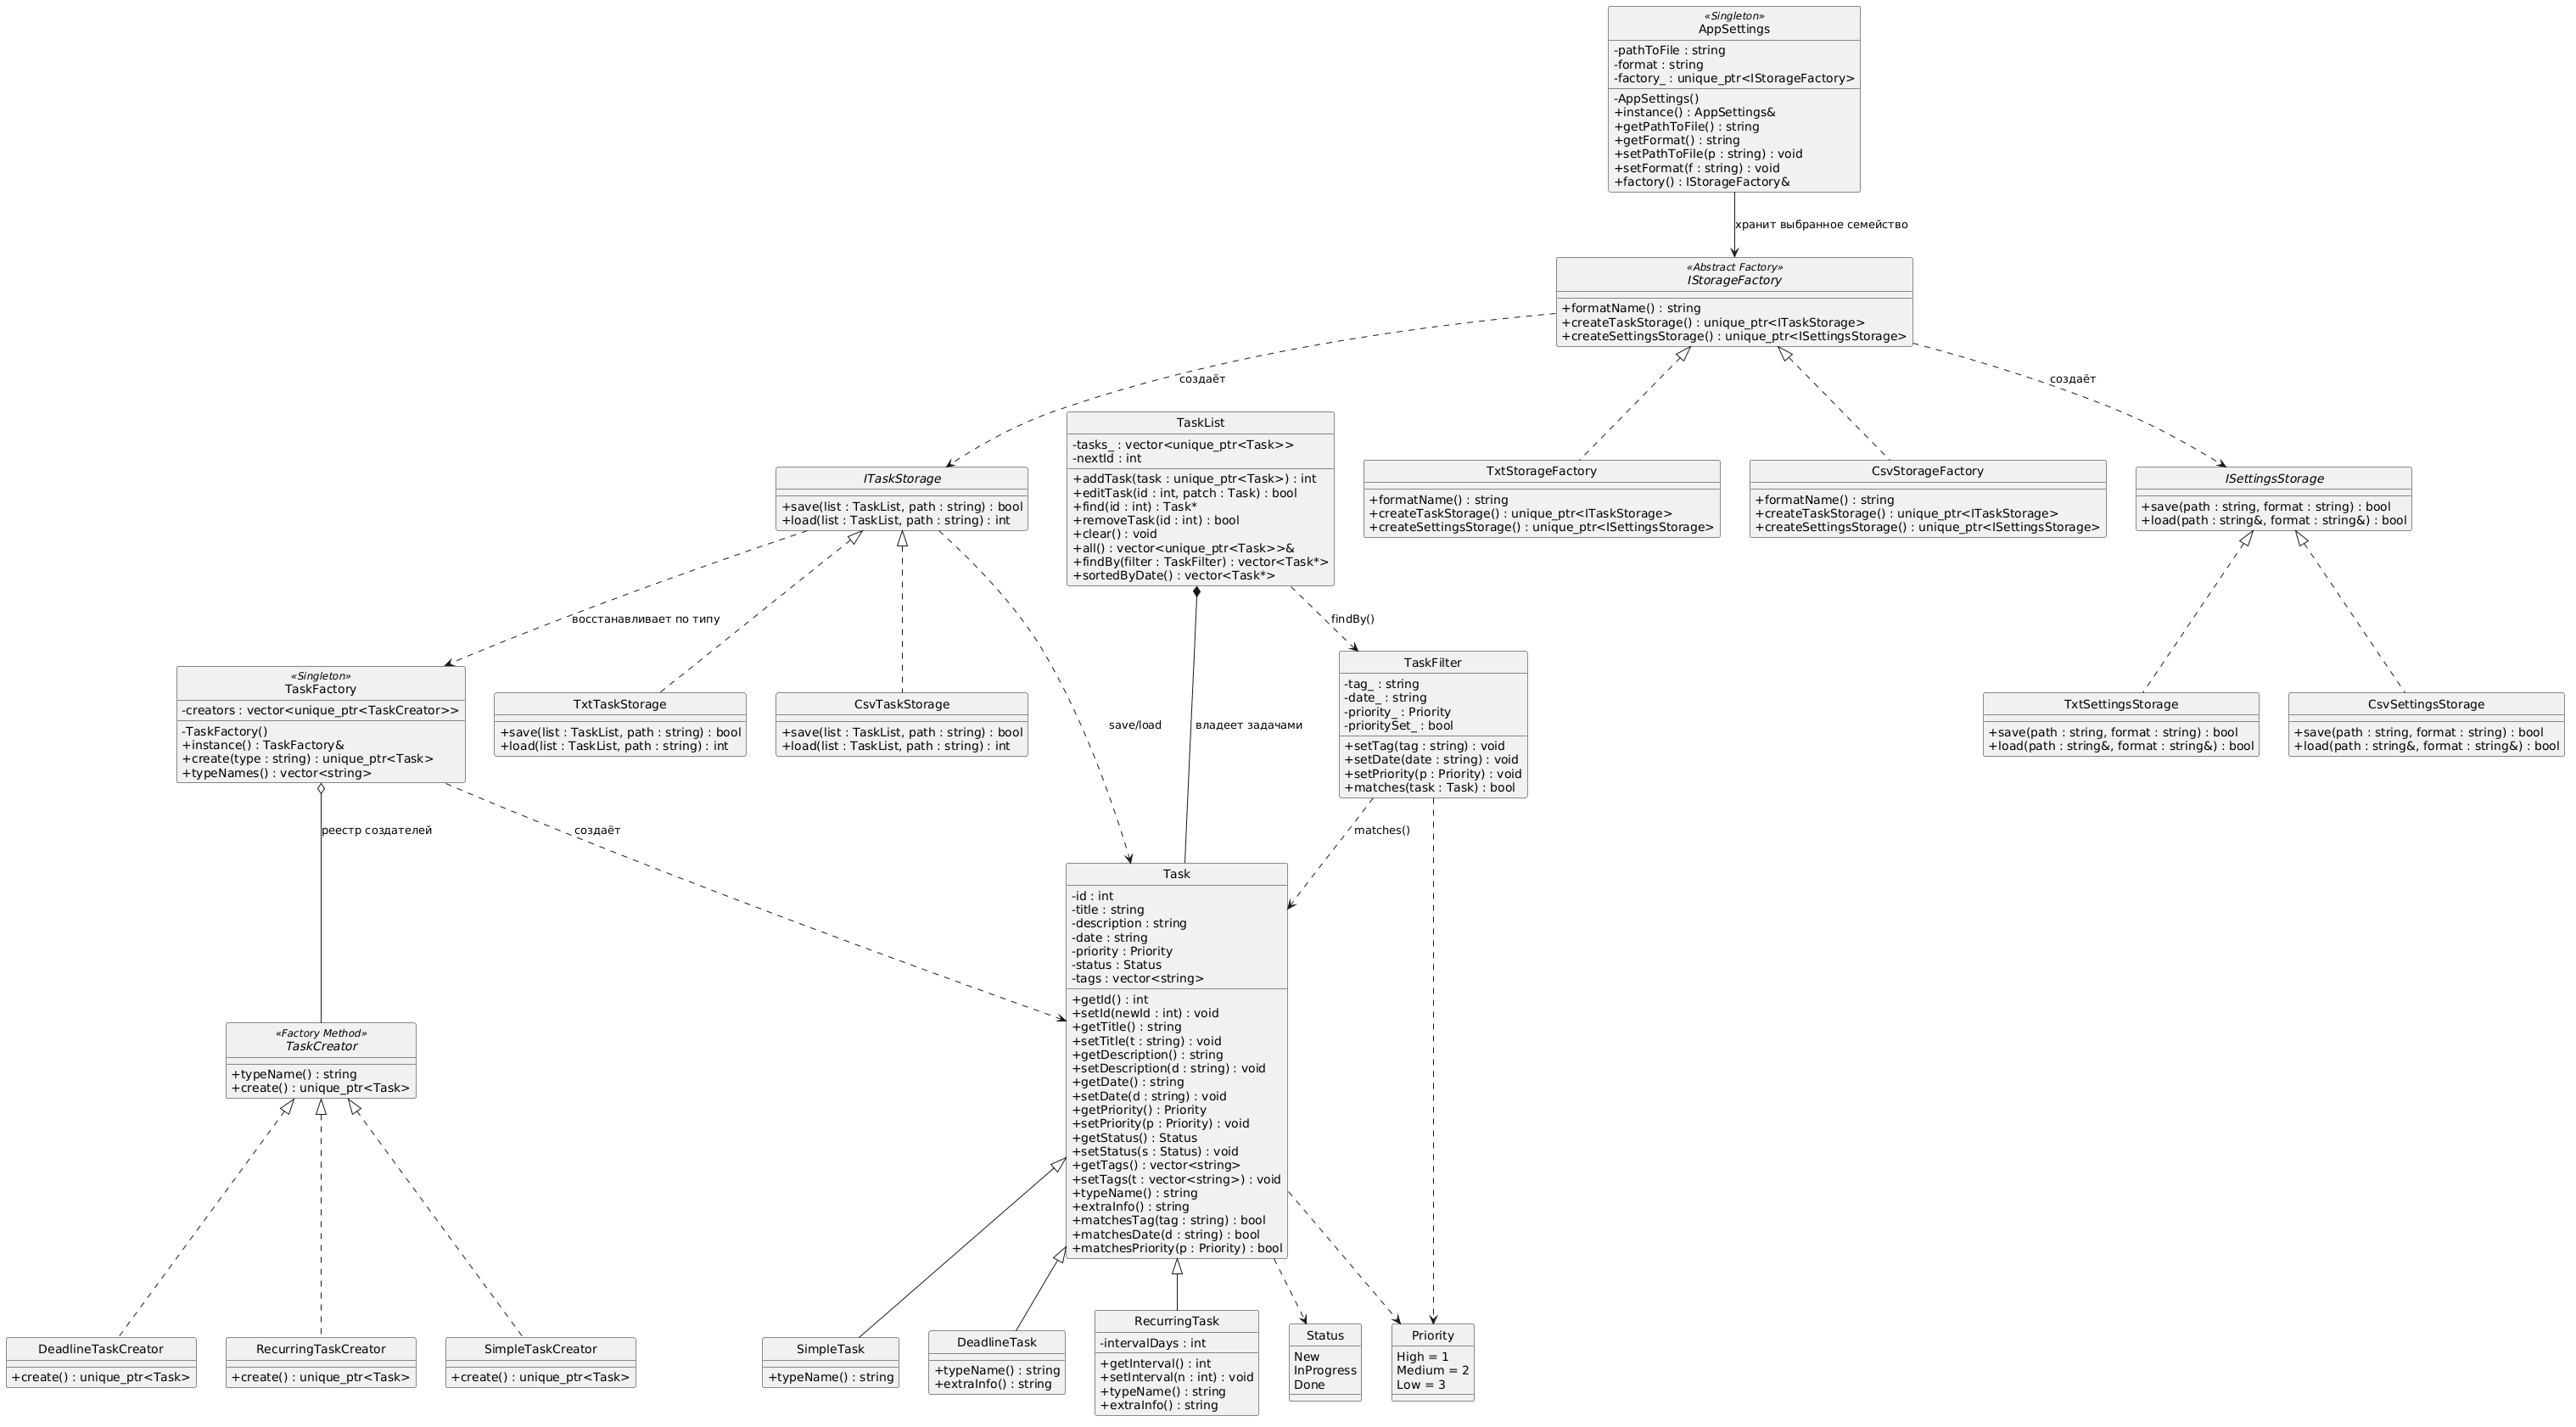 «Singleton»
AppSettings
-pathToFile : string
-format : string
-factory_ : unique_ptr<IStorageFactory>
-AppSettings()
+instance() : AppSettings&
+getPathToFile() : string
+getFormat() : string
+setPathToFile(p : string) : void
+setFormat(f : string) : void
+factory() : IStorageFactory&
хранит выбранное семейство
«Abstract Factory»
IStorageFactory
+formatName() : string
+createTaskStorage() : unique_ptr<ITaskStorage>
+createSettingsStorage() : unique_ptr<ISettingsStorage>
создаёт
создаёт
TaskList
-tasks_ : vector<unique_ptr<Task>>
-nextId : int
+addTask(task : unique_ptr<Task>) : int
+editTask(id : int, patch : Task) : bool
+find(id : int) : Task*
+removeTask(id : int) : bool
+clear() : void
+all() : vector<unique_ptr<Task>>&
+findBy(filter : TaskFilter) : vector<Task*>
+sortedByDate() : vector<Task*>
TxtStorageFactory
+formatName() : string
+createTaskStorage() : unique_ptr<ITaskStorage>
+createSettingsStorage() : unique_ptr<ISettingsStorage>
CsvStorageFactory
+formatName() : string
+createTaskStorage() : unique_ptr<ITaskStorage>
+createSettingsStorage() : unique_ptr<ISettingsStorage>
ITaskStorage
+save(list : TaskList, path : string) : bool
+load(list : TaskList, path : string) : int
ISettingsStorage
+save(path : string, format : string) : bool
+load(path : string&, format : string&) : bool
восстанавливает по типу
findBy()
«Singleton»
TaskFactory
-creators : vector<unique_ptr<TaskCreator>>
-TaskFactory()
+instance() : TaskFactory&
+create(type : string) : unique_ptr<Task>
+typeNames() : vector<string>
TxtTaskStorage
+save(list : TaskList, path : string) : bool
+load(list : TaskList, path : string) : int
CsvTaskStorage
+save(list : TaskList, path : string) : bool
+load(list : TaskList, path : string) : int
save/load
владеет задачами
TaskFilter
-tag_ : string
-date_ : string
-priority_ : Priority
-prioritySet_ : bool
+setTag(tag : string) : void
+setDate(date : string) : void
+setPriority(p : Priority) : void
+matches(task : Task) : bool
TxtSettingsStorage
+save(path : string, format : string) : bool
+load(path : string&, format : string&) : bool
CsvSettingsStorage
+save(path : string, format : string) : bool
+load(path : string&, format : string&) : bool
реестр создателей
создаёт
matches()
Task
-id : int
-title : string
-description : string
-date : string
-priority : Priority
-status : Status
-tags : vector<string>
+getId() : int
+setId(newId : int) : void
+getTitle() : string
+setTitle(t : string) : void
+getDescription() : string
+setDescription(d : string) : void
+getDate() : string
+setDate(d : string) : void
+getPriority() : Priority
+setPriority(p : Priority) : void
+getStatus() : Status
+setStatus(s : Status) : void
+getTags() : vector<string>
+setTags(t : vector<string>) : void
+typeName() : string
+extraInfo() : string
+matchesTag(tag : string) : bool
+matchesDate(d : string) : bool
+matchesPriority(p : Priority) : bool
«Factory Method»
TaskCreator
+typeName() : string
+create() : unique_ptr<Task>
DeadlineTaskCreator
+create() : unique_ptr<Task>
RecurringTaskCreator
+create() : unique_ptr<Task>
SimpleTaskCreator
+create() : unique_ptr<Task>
SimpleTask
+typeName() : string
DeadlineTask
+typeName() : string
+extraInfo() : string
RecurringTask
-intervalDays : int
+getInterval() : int
+setInterval(n : int) : void
+typeName() : string
+extraInfo() : string
Status
New
InProgress
Done
Priority
High = 1
Medium = 2
Low = 3